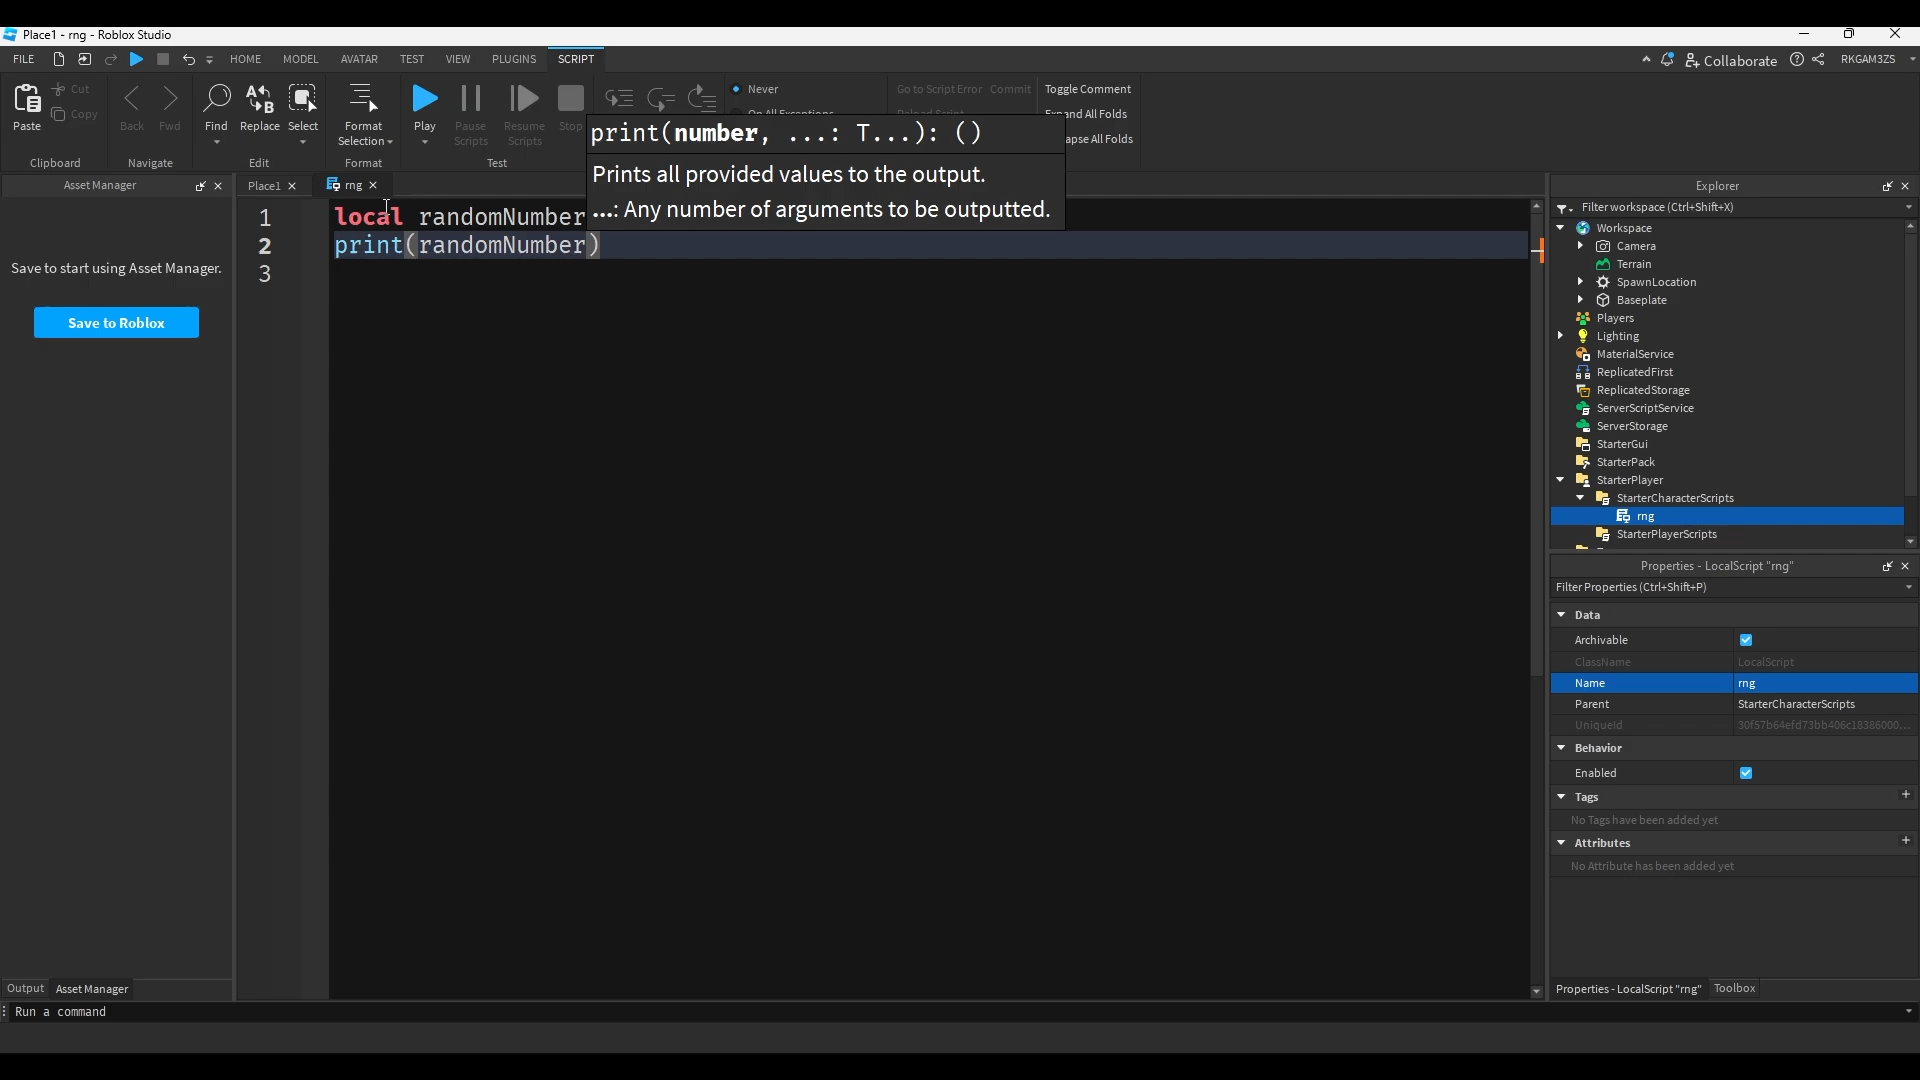 Place1 - rng - Roblox Studio
FILE HOME MODEL AVATAR TEST VIEW PLUGINS SCRIPT Collaborate RKGAM3ZS
Paste Cut Copy
Back Fwd
Find Replace Select
Format Selection
Play Pause Scripts Resume Scripts Stop
Never
Go to Script Error Commit
Toggle Comment
Clipboard Navigate Edit Format Test
print(number, ...: T...): ()
Prints all provided values to the output.
...: Any number of arguments to be outputted.
Asset Manager
Place1 rng
1 local randomNumber
2 print(randomNumber)
3
Save to start using Asset Manager.
Save to Roblox
Explorer
Filter workspace (Ctrl+Shift+X)
Workspace
Camera
Terrain
SpawnLocation
Baseplate
Players
Lighting
MaterialService
ReplicatedFirst
ReplicatedStorage
ServerScriptService
ServerStorage
StarterGui
StarterPack
StarterPlayer
StarterCharacterScripts
rng
StarterPlayerScripts
Properties - LocalScript "rng"
Filter Properties (Ctrl+Shift+P)
Data
Archivable
ClassName LocalScript
Name rng
Parent StarterCharacterScripts
UniqueId
Behavior
Enabled
Tags
No Tags have been added yet
Attributes
No Attribute has been added yet
Output Asset Manager
Properties - LocalScript "rng" Toolbox
Run a command